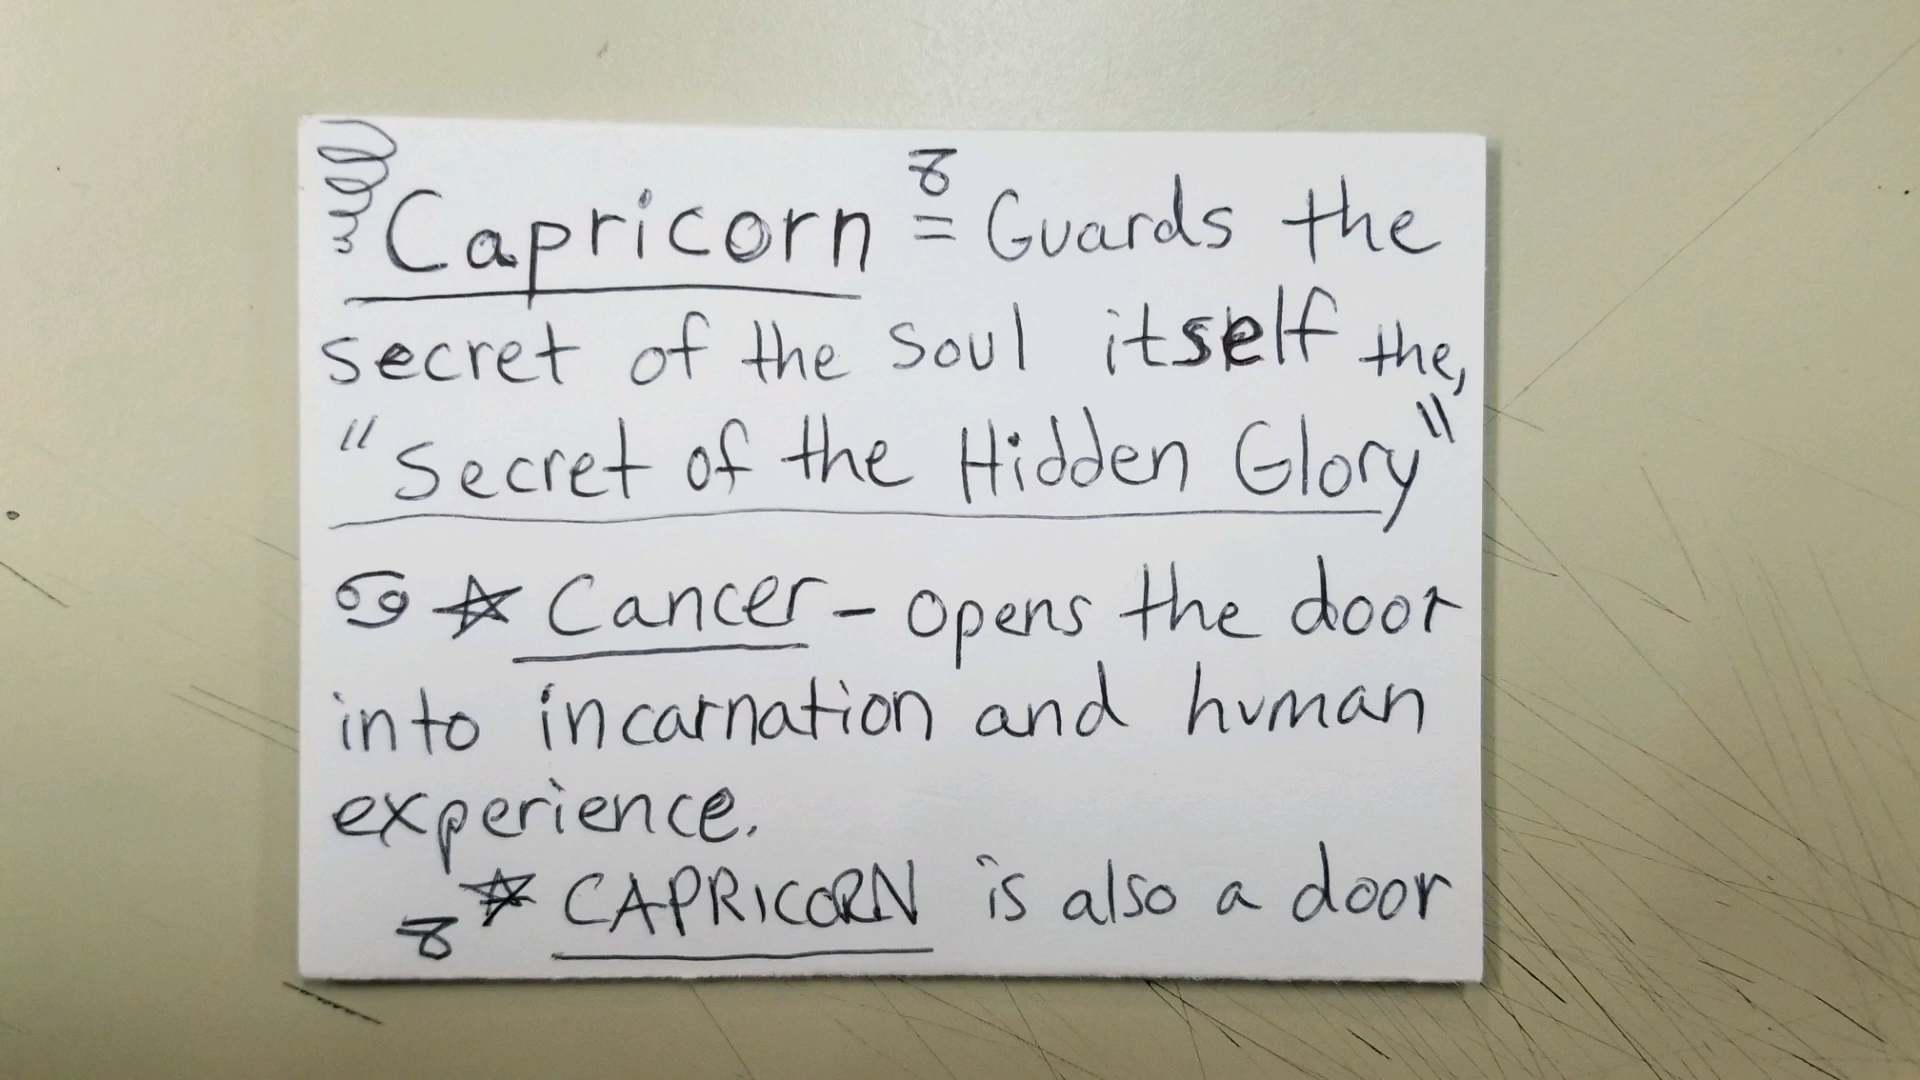 Capricorn = Guards the
secret of the soul itself the,
"Secret of the Hidden Glory"
♋ ☆ Cancer - opens the door
into incarnation and human
experience.
☆ CAPRICORN is also a door